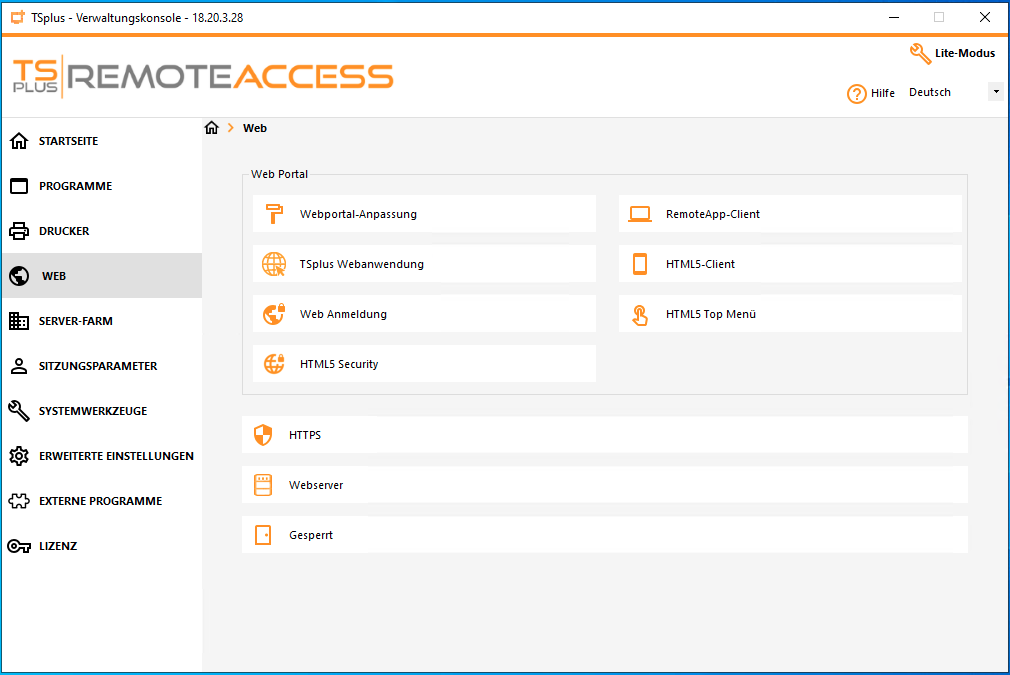 TSplus - Verwaltungskonsole - 18.20.3.28
TS PLUS REMOTEACCESS
Lite-Modus
Hilfe
Deutsch
STARTSEITE
PROGRAMME
DRUCKER
WEB
SERVER-FARM
SITZUNGSPARAMETER
SYSTEMWERKZEUGE
ERWEITERTE EINSTELLUNGEN
EXTERNE PROGRAMME
LIZENZ
Web
Web Portal
Webportal-Anpassung
RemoteApp-Client
TSplus Webanwendung
HTML5-Client
Web Anmeldung
HTML5 Top Menü
HTML5 Security
HTTPS
Webserver
Gesperrt